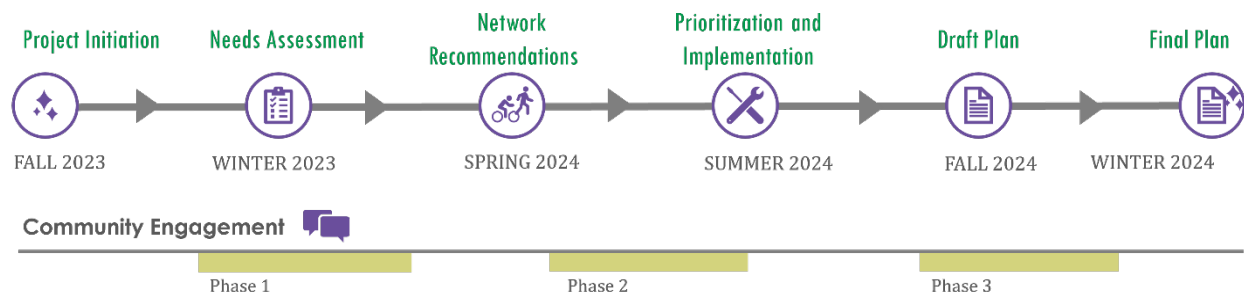 Project Initiation
Needs Assessment
Network
Recommendations
Prioritization and
Implementation
Draft Plan
Final Plan
FALL 2023
WINTER 2023
SPRING 2024
SUMMER 2024
FALL 2024
WINTER 2024
Community Engagement
Phase 1
Phase 2
Phase 3